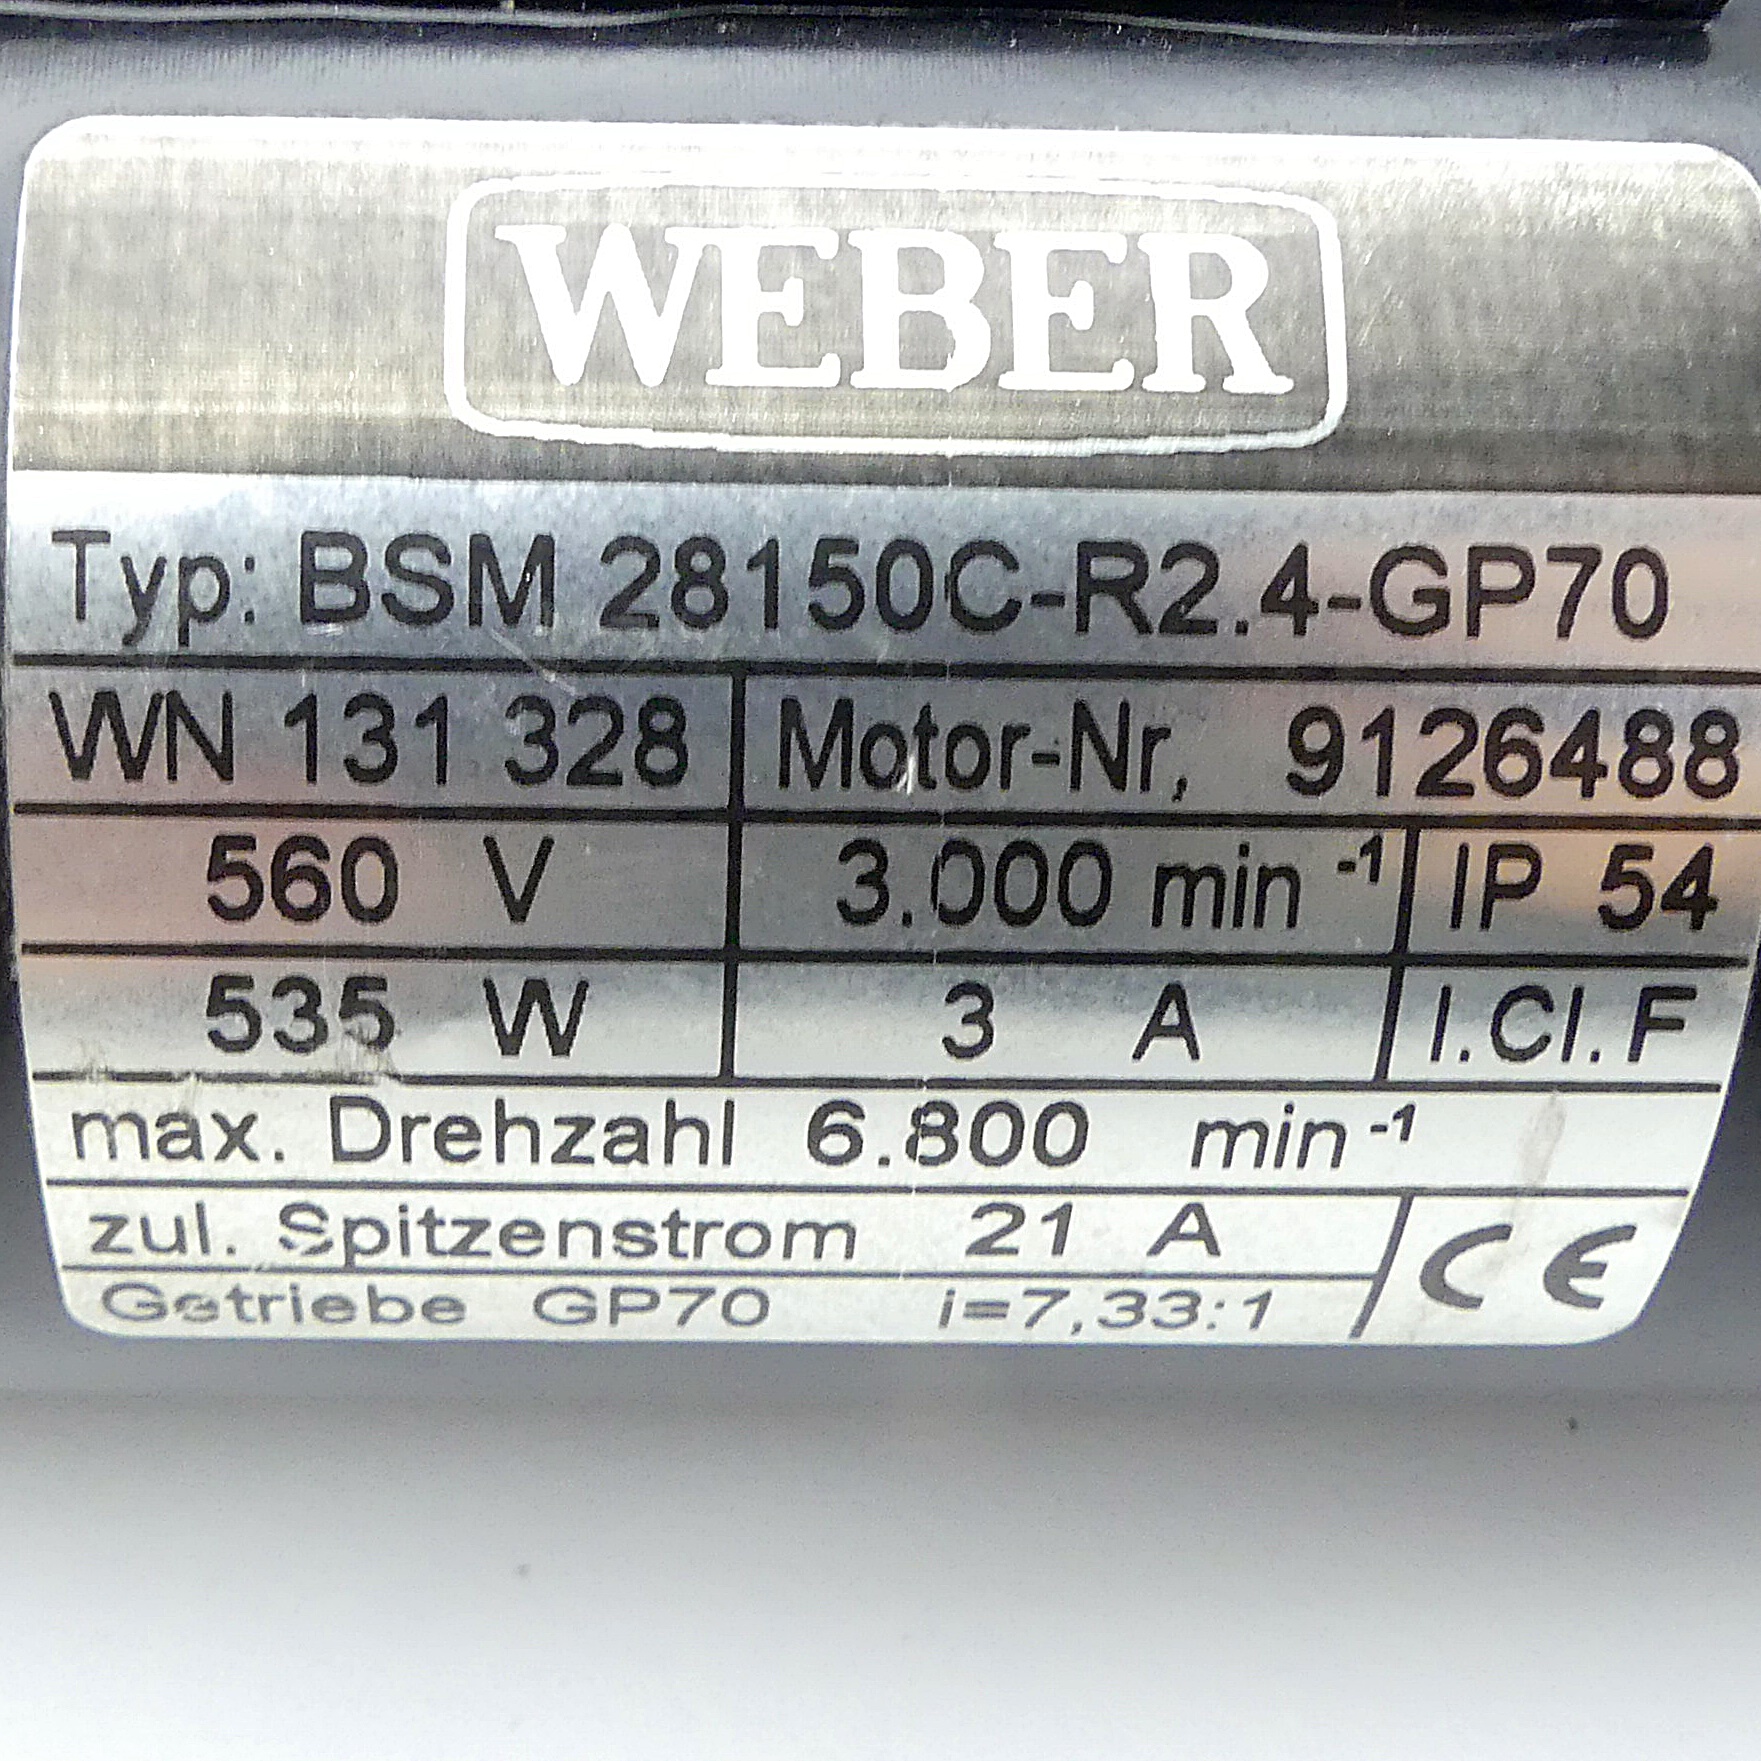 WEBER
Typ: BSM 28150C-R2.4-GP70
WN 131 328 Motor-Nr, 9126488
560 V 3.000 min -1 IP 54
535 W 3 A I.Cl.F
max. Drehzahl 6.800 min -1
zul. Spitzenstrom 21 A
Getriebe GP70 i=7,33:1 CE